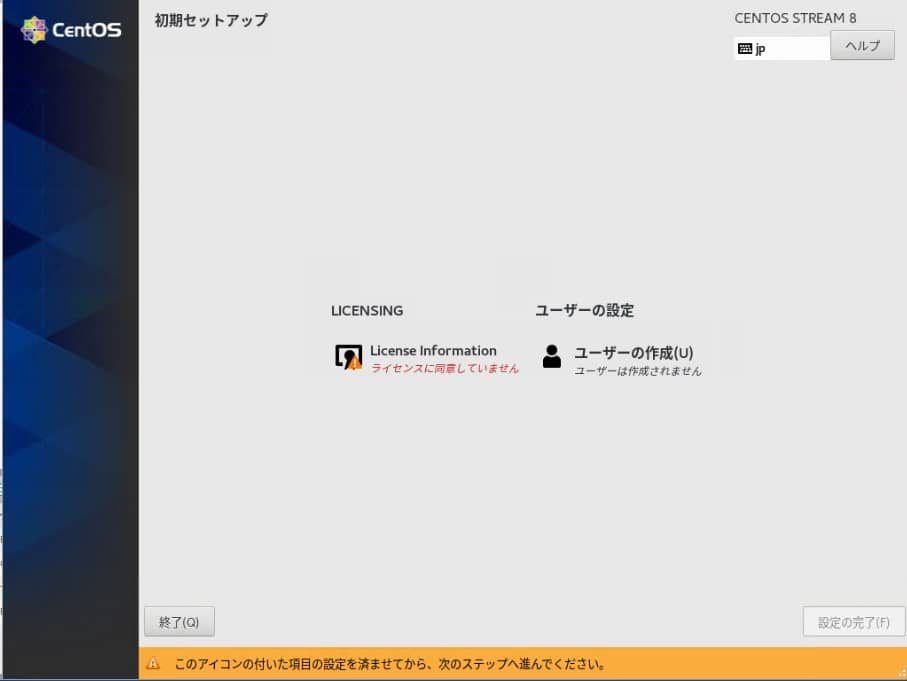 CentOS
初期セットアップ
CENTOS STREAM 8
jp
ヘルプ
LICENSING
ユーザーの設定
License Information
ライセンスに同意していません
ユーザーの作成(U)
ユーザーは作成されません
終了(Q)
設定の完了(F)
このアイコンの付いた項目の設定を済ませてから、次のステップへ進んでください。